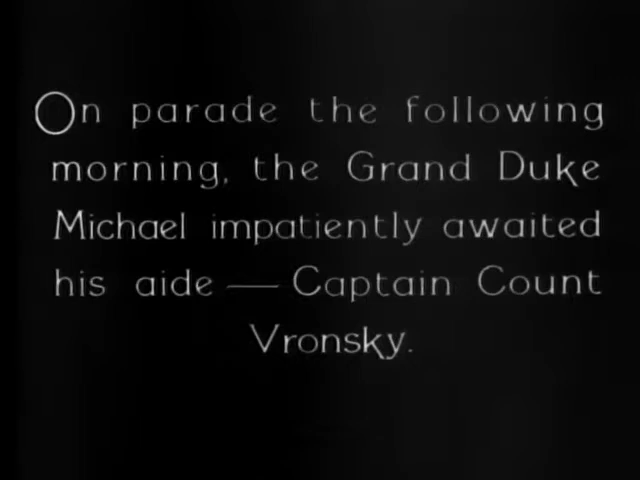 On parade the following
morning, the Grand Duke
Michael impatiently awaited
his aide — Captain Count
Vronsky.